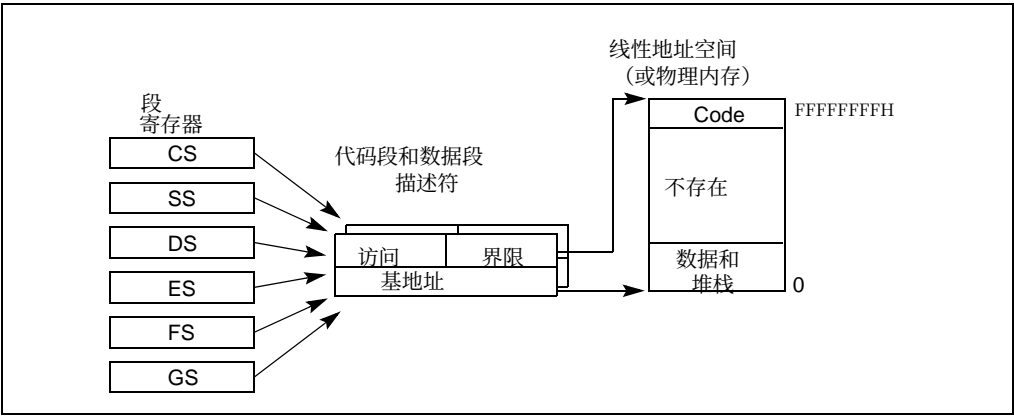 线性地址空间
（或物理内存）
段
寄存器
Code
FFFFFFFFH
CS
代码段和数据段
描述符
SS
不存在
DS
访问
界限
数据和
堆栈
ES
基地址
0
FS
GS